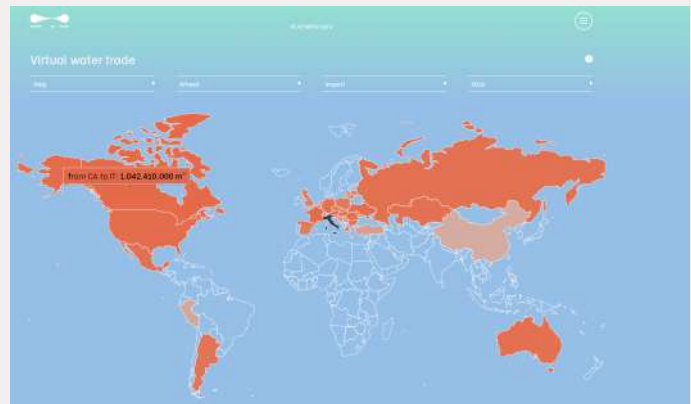 Virtual water trade
Italy
Wheat
Import
from CA to IT: 1.042.410.000 m³